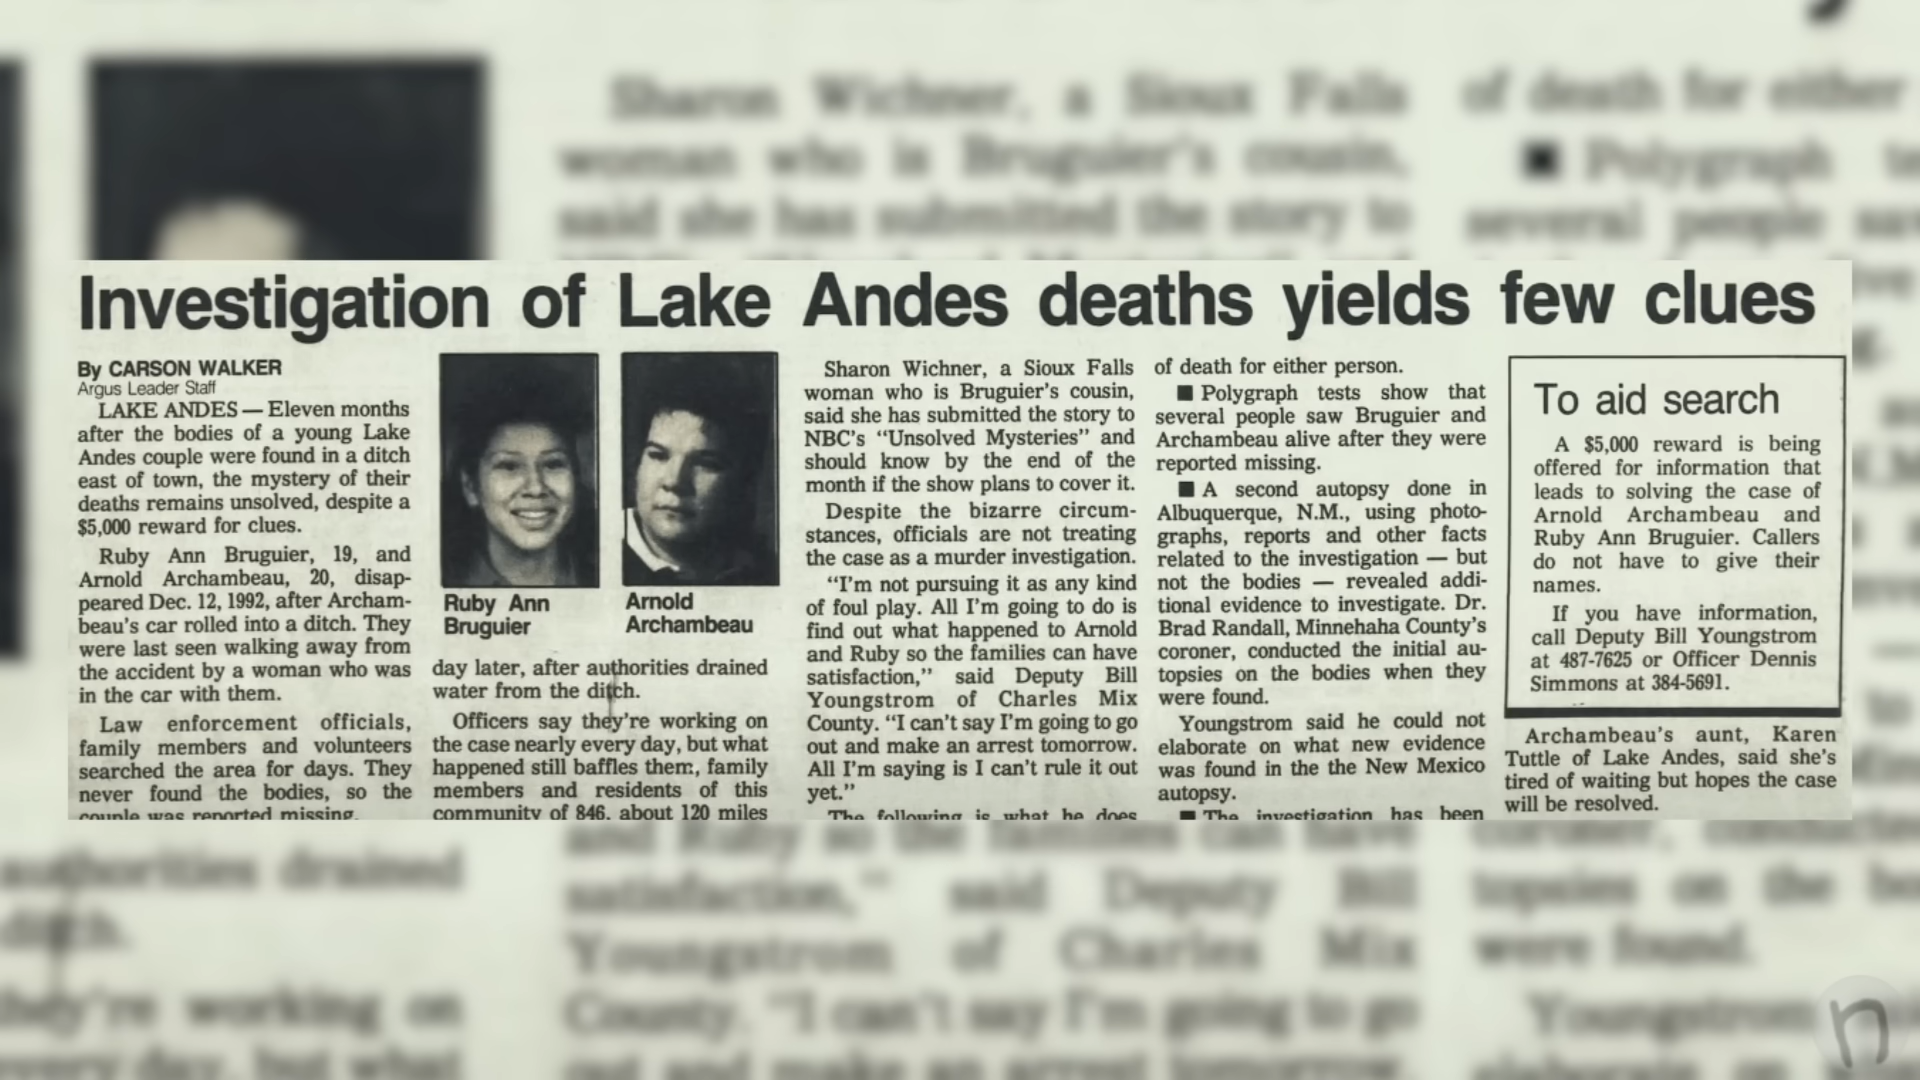 Investigation of Lake Andes deaths yields few clues
By CARSON WALKER
Argus Leader Staff
LAKE ANDES — Eleven months
after the bodies of a young Lake
Andes couple were found in a ditch
east of town, the mystery of their
deaths remains unsolved, despite a
$5,000 reward for clues.
Ruby Ann Bruguier, 19, and
Arnold Archambeau, 20, disap-
peared Dec. 12, 1992, after Archam-
beau's car rolled into a ditch. They
were last seen walking away from
the accident by a woman who was
in the car with them.
Law enforcement officials,
family members and volunteers
searched the area for days. They
never found the bodies, so the
couple was reported missing.
Ruby Ann
Bruguier
Arnold
Archambeau
day later, after authorities drained
water from the ditch.
Officers say they're working on
the case nearly every day, but what
happened still baffles them, family
members and residents of this
community of 846, about 120 miles
Sharon Wichner, a Sioux Falls
woman who is Bruguier's cousin,
said she has submitted the story to
NBC's “Unsolved Mysteries” and
should know by the end of the
month if the show plans to cover it.
Despite the bizarre circum-
stances, officials are not treating
the case as a murder investigation.
“I'm not pursuing it as any kind
of foul play. All I'm going to do is
find out what happened to Arnold
and Ruby so the families can have
satisfaction,” said Deputy Bill
Youngstrom of Charles Mix
County. “I can't say I'm going to go
out and make an arrest tomorrow.
All I'm saying is I can't rule it out
yet.”
The following is what he does
of death for either person.
■ Polygraph tests show that
several people saw Bruguier and
Archambeau alive after they were
reported missing.
■ A second autopsy done in
Albuquerque, N.M., using photo-
graphs, reports and other facts
related to the investigation — but
not the bodies — revealed addi-
tional evidence to investigate. Dr.
Brad Randall, Minnehaha County's
coroner, conducted the initial au-
topsies on the bodies when they
were found.
Youngstrom said he could not
elaborate on what new evidence
was found in the the New Mexico
autopsy.
■ The investigation has been
To aid search
A $5,000 reward is being
offered for information that
leads to solving the case of
Arnold Archambeau and
Ruby Ann Bruguier. Callers
do not have to give their
names.
If you have information,
call Deputy Bill Youngstrom
at 487-7625 or Officer Dennis
Simmons at 384-5691.
Archambeau's aunt, Karen
Tuttle of Lake Andes, said she's
tired of waiting but hopes the case
will be resolved.
n